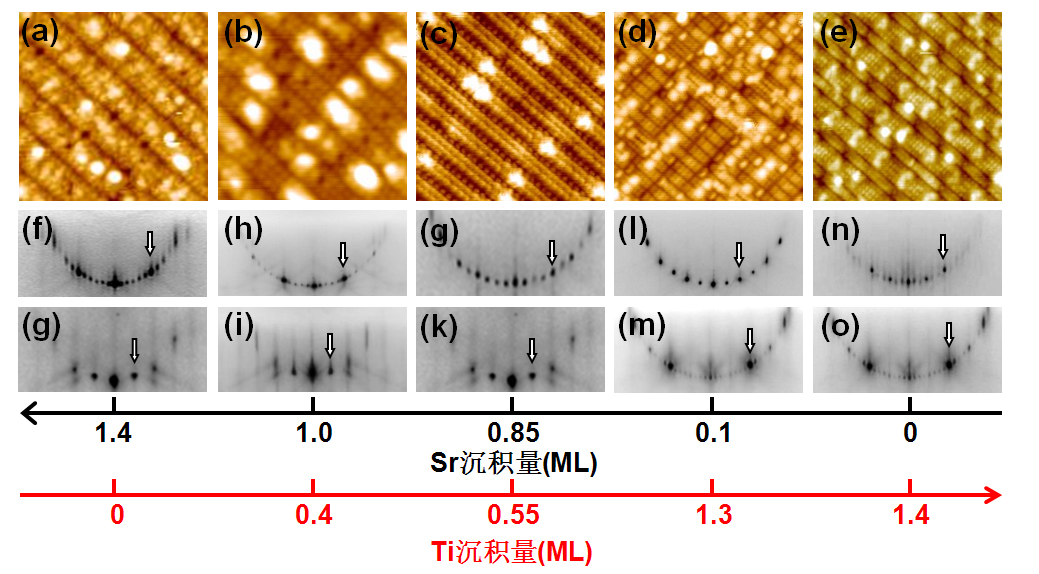 (a) (b) (c) (d) (e)
(f) (h) (g) (l) (n)
(g) (i) (k) (m) (o)
1.4 1.0 0.85 0.1 0
Sr沉积量(ML)
0 0.4 0.55 1.3 1.4
Ti沉积量(ML)